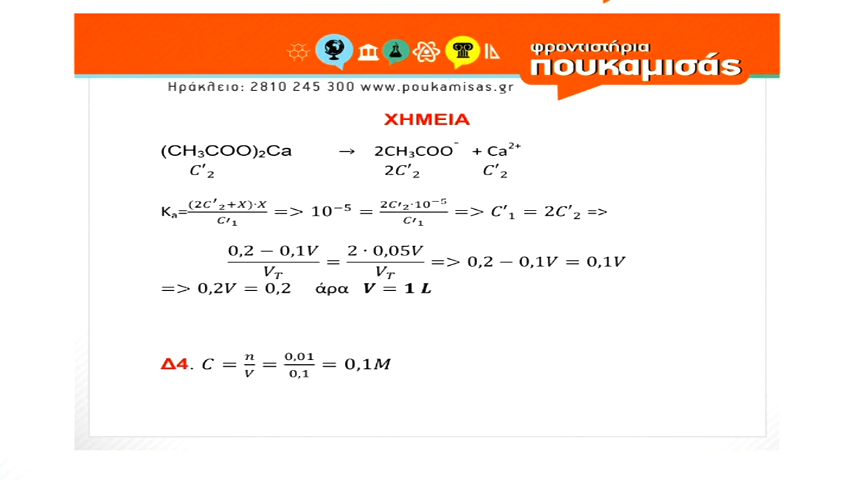 φροντιστήρια
πουκαμισάς
Ηράκλειο: 2810 245 300 www.poukamisas.gr
ΧΗΜΕΙΑ
(CH₃COO)₂Ca → 2CH₃COO⁻ + Ca²⁺
C′₂ 2C′₂ C′₂
Kₐ=((2C′₂+X)·X)/C′₁ => 10⁻⁵ = (2C′₂·10⁻⁵)/C′₁ => C′₁ = 2C′₂ =>
(0,2 − 0,1V)/V_T = (2 · 0,05V)/V_T => 0,2 − 0,1V = 0,1V
=> 0,2V = 0,2 άρα V = 1 L
Δ4. C = n/V = 0,01/0,1 = 0,1M